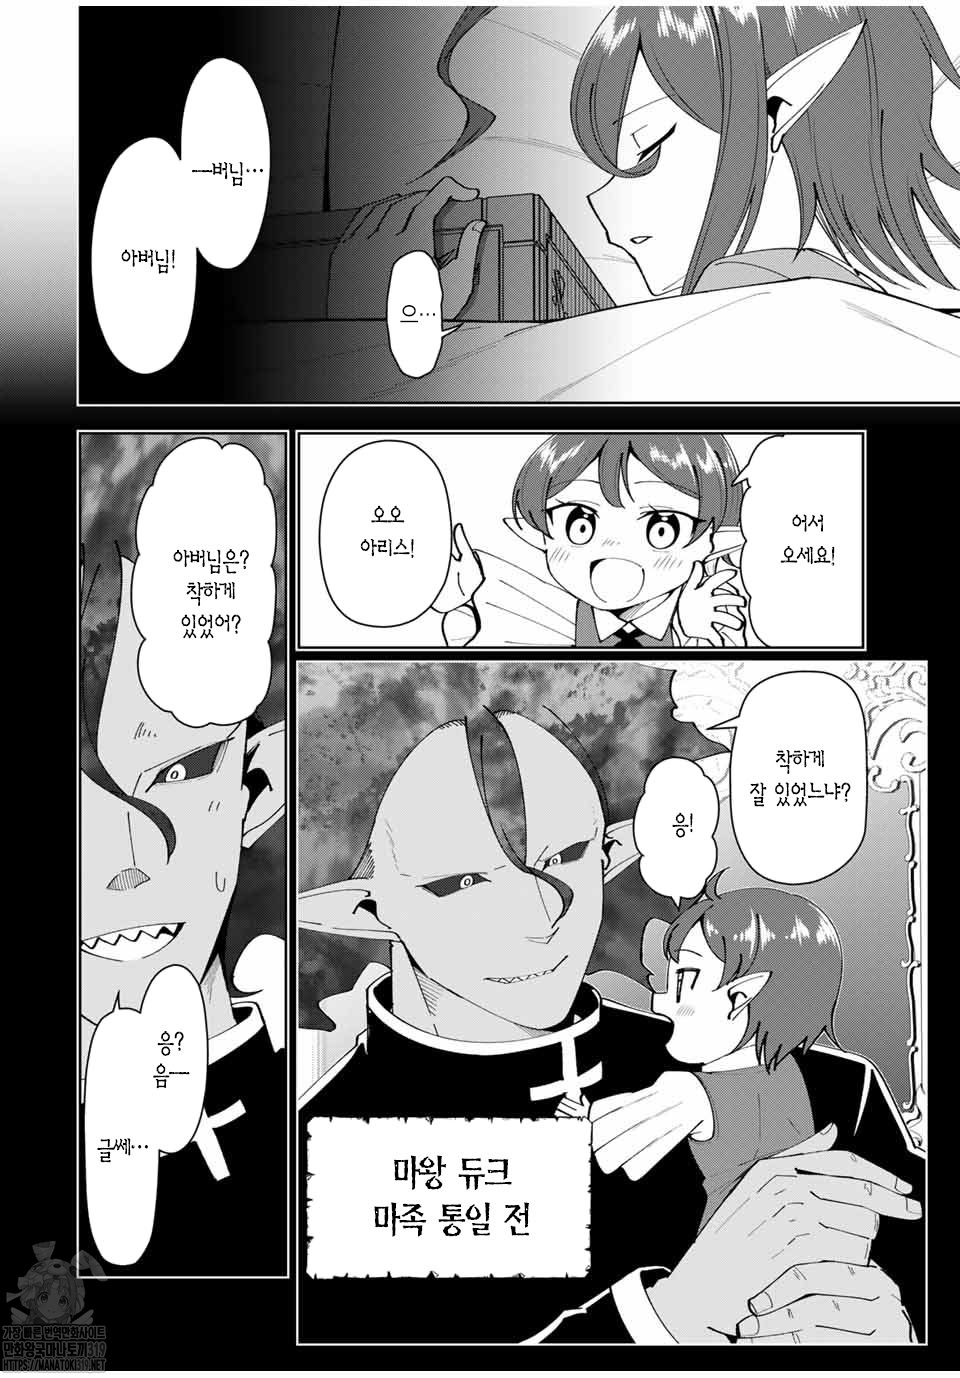 ―버님…
아버님!
으…
어서
오세요!
오오
아리스!
착하게
잘 있었느냐?
응!
마왕 듀크
마족 통일 전
아버님은?
착하게
있었어?
응?
음―
글쎄…
가장 빠른 번역만화사이트
만화왕국마나토끼319
HTTPS://MANATOKI319.NET